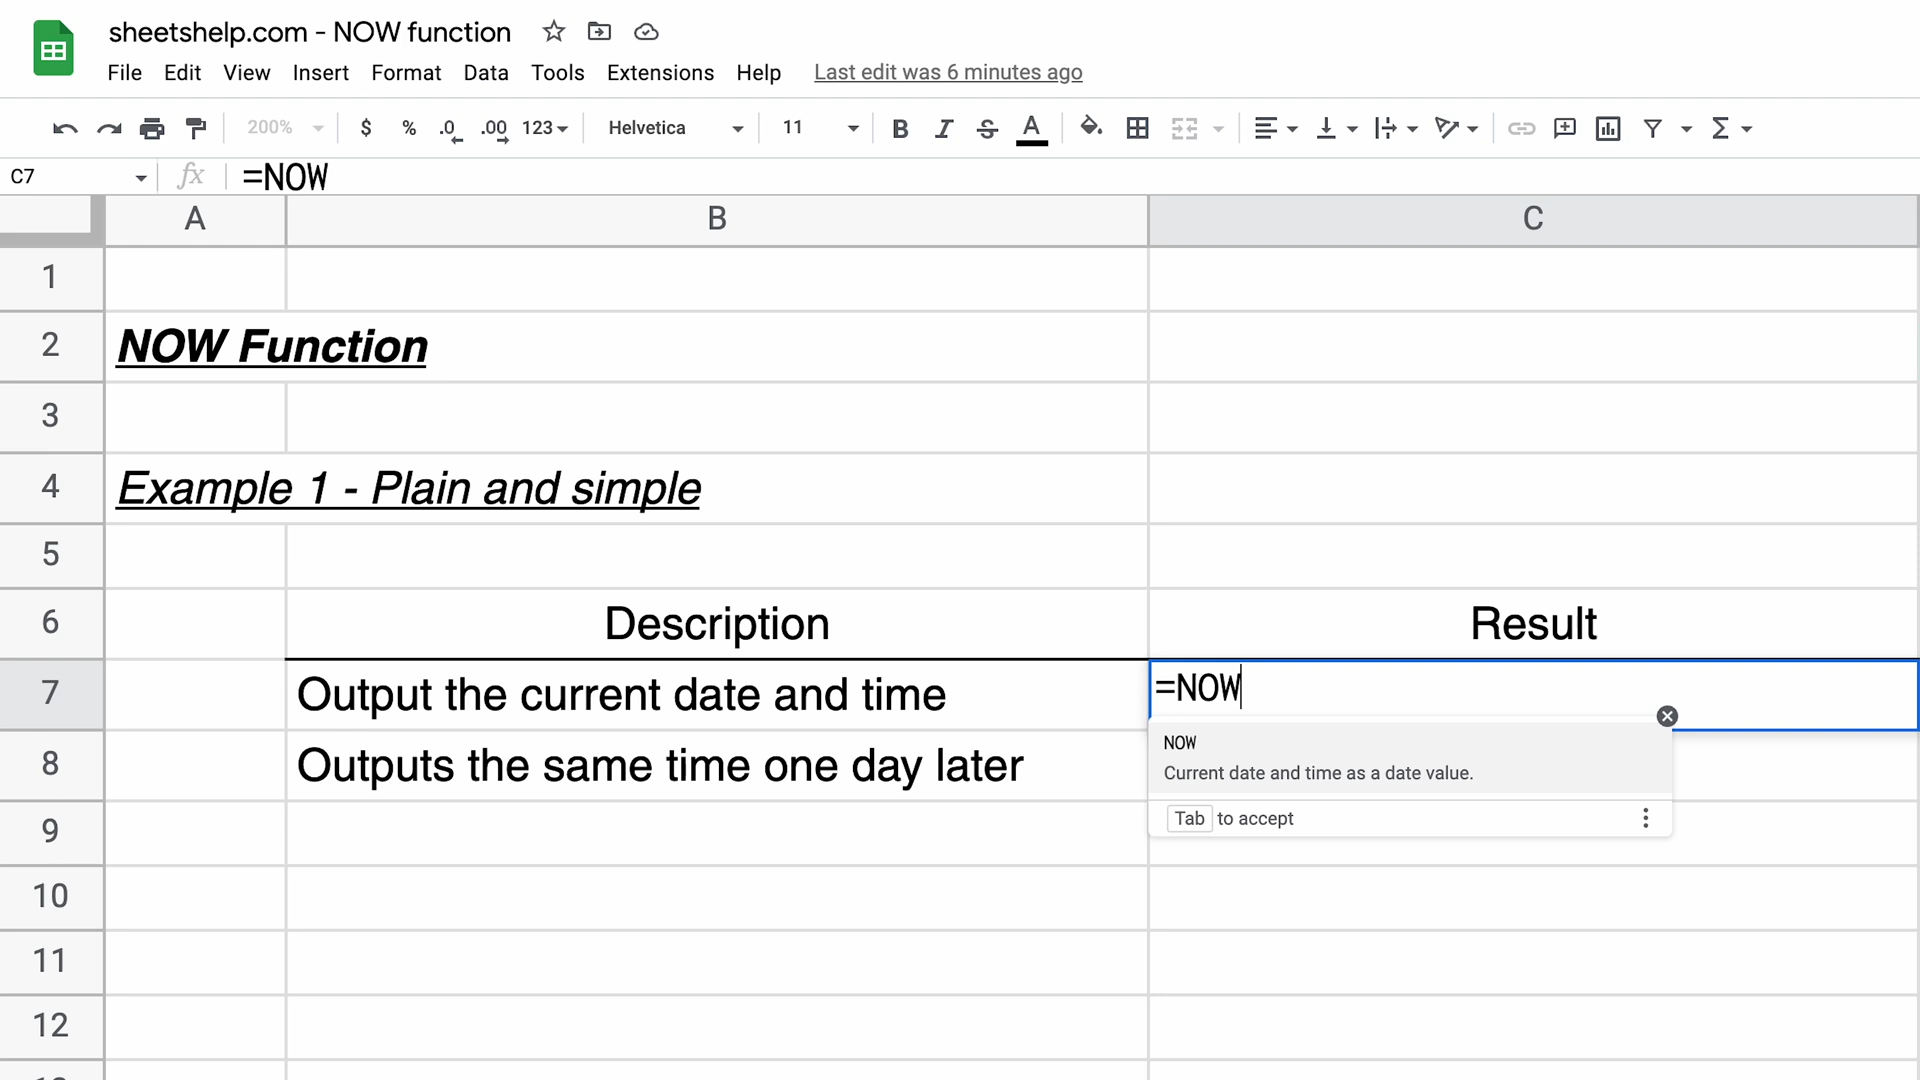 sheetshelp.com - NOW function
File Edit View Insert Format Data Tools Extensions Help Last edit was 6 minutes ago
200% $ % .0 .00 123 Helvetica 11 B I S A Σ
C7 fx =NOW
A B C
1
2 NOW Function
3
4 Example 1 - Plain and simple
5
6 Description Result
7 Output the current date and time =NOW
NOW
Current date and time as a date value.
8 Outputs the same time one day later
Tab to accept
9
10
11
12